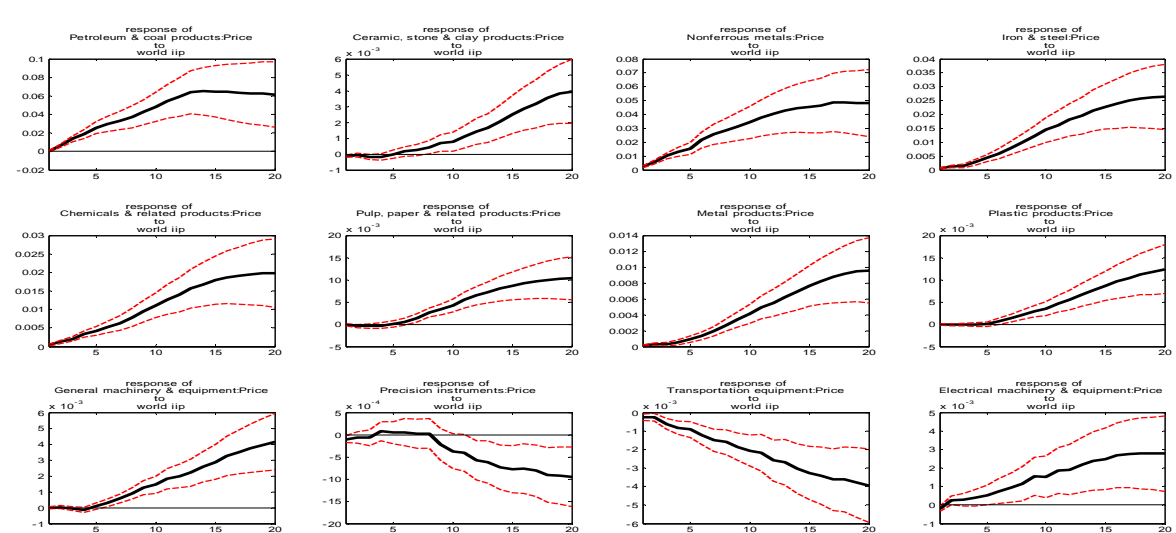 response of
Petroleum & coal products:Price
to
world iip
0.1
0.08
0.06
0.04
0.02
0
-0.02
5 10 15 20
response of
Ceramic, stone & clay products:Price
to
world iip
x 10^-3
6
5
4
3
2
1
0
-1
5 10 15 20
response of
Nonferrous metals:Price
to
world iip
0.08
0.07
0.06
0.05
0.04
0.03
0.02
0.01
0
5 10 15 20
response of
Iron & steel:Price
to
world iip
0.04
0.035
0.03
0.025
0.02
0.015
0.01
0.005
0
5 10 15 20
response of
Chemicals & related products:Price
to
world iip
0.03
0.025
0.02
0.015
0.01
0.005
0
5 10 15 20
response of
Pulp, paper & related products:Price
to
world iip
x 10^-3
20
15
10
5
0
-5
5 10 15 20
response of
Metal products:Price
to
world iip
0.014
0.012
0.01
0.008
0.006
0.004
0.002
0
5 10 15 20
response of
Plastic products:Price
to
world iip
x 10^-3
20
15
10
5
0
-5
5 10 15 20
response of
General machinery & equipment:Price
to
world iip
x 10^-3
6
5
4
3
2
1
0
-1
5 10 15 20
response of
Precision instruments:Price
to
world iip
x 10^-4
5
0
-5
-10
-15
-20
5 10 15 20
response of
Transportation equipment:Price
to
world iip
x 10^-3
0
-1
-2
-3
-4
-5
-6
5 10 15 20
response of
Electrical machinery & equipment:Price
to
world iip
x 10^-3
5
4
3
2
1
0
-1
5 10 15 20